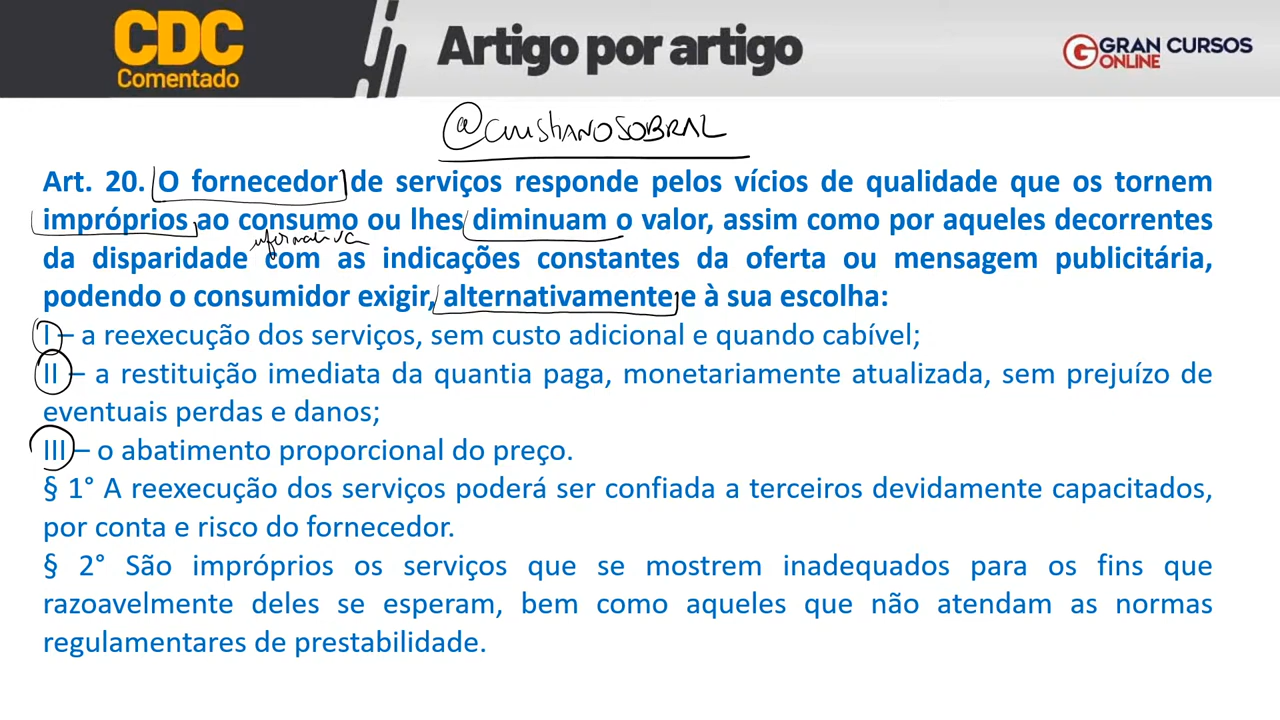 CDC
Comentado
Artigo por artigo
GRAN CURSOS
ONLINE
@CRISTIANOSOBRAL
Art. 20. O fornecedor de serviços responde pelos vícios de qualidade que os tornem
impróprios ao consumo ou lhes diminuam o valor, assim como por aqueles decorrentes
informativa
da disparidade com as indicações constantes da oferta ou mensagem publicitária,
podendo o consumidor exigir, alternativamente e à sua escolha:
I – a reexecução dos serviços, sem custo adicional e quando cabível;
II – a restituição imediata da quantia paga, monetariamente atualizada, sem prejuízo de
eventuais perdas e danos;
III – o abatimento proporcional do preço.
§ 1° A reexecução dos serviços poderá ser confiada a terceiros devidamente capacitados,
por conta e risco do fornecedor.
§ 2° São impróprios os serviços que se mostrem inadequados para os fins que
razoavelmente deles se esperam, bem como aqueles que não atendam as normas
regulamentares de prestabilidade.